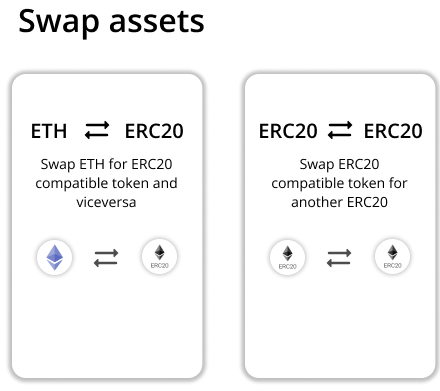 Swap assets
ETH ERC20
Swap ETH for ERC20
compatible token and
viceversa
ERC20
ERC20 ERC20
Swap ERC20
compatible token for
another ERC20
ERC20 ERC20